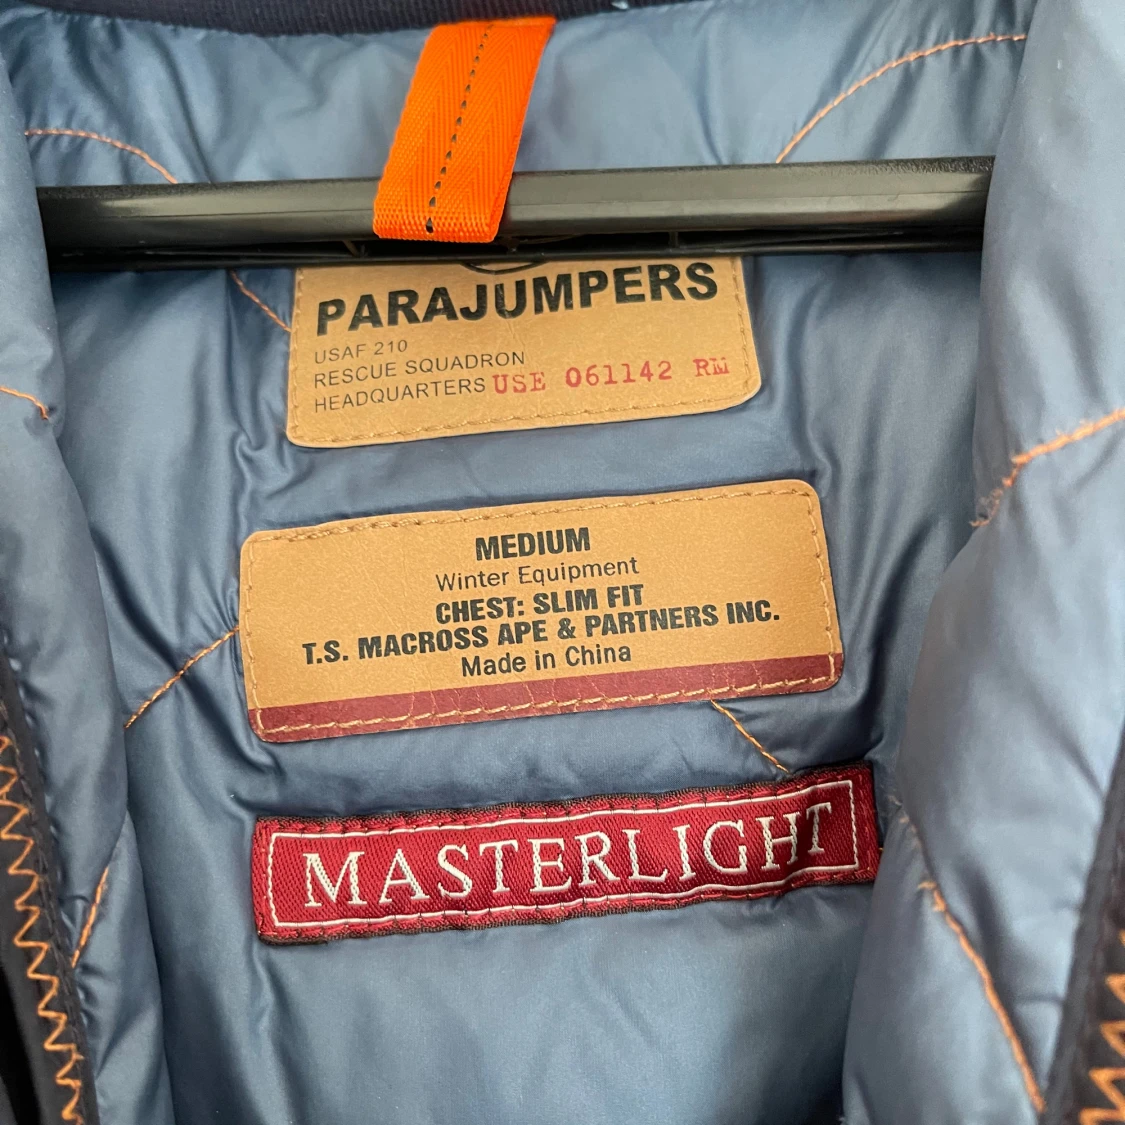 PARAJUMPERS
USAF 210
RESCUE SQUADRON
HEADQUARTERS USE 061142 RM
MEDIUM
Winter Equipment
CHEST: SLIM FIT
T.S. MACROSS APE & PARTNERS INC.
Made in China
MASTERLIGHT